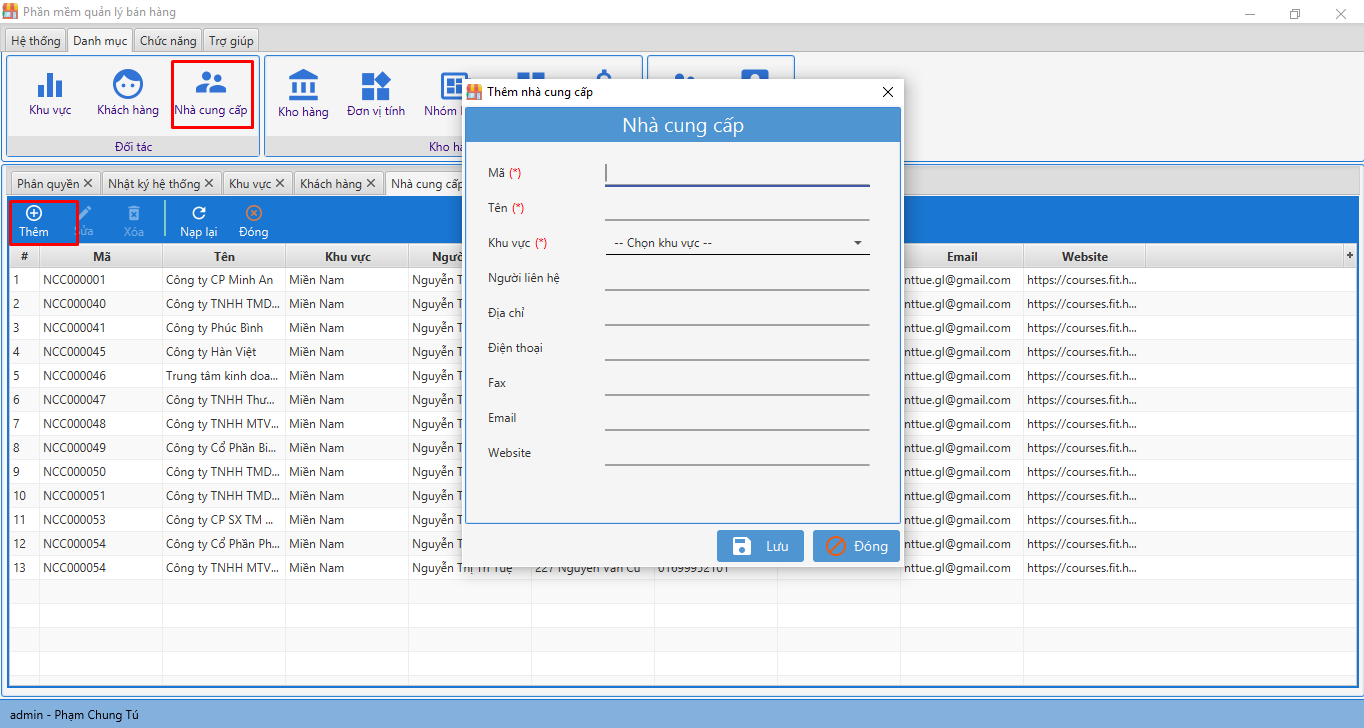 Phần mềm quản lý bán hàng
Hệ thống Danh mục Chức năng Trợ giúp
Khu vực Khách hàng Nhà cung cấp Kho hàng Đơn vị tính Nhóm
Đối tác Kho
Thêm nhà cung cấp
Nhà cung cấp
Mã (*)
Tên (*)
Khu vực (*) -- Chọn khu vực --
Người liên hệ
Địa chỉ
Điện thoại
Fax
Email
Website
Lưu Đóng
Phân quyền Nhật ký hệ thống Khu vực Khách hàng Nhà cung cấp
Thêm Sửa Xóa Nạp lại Đóng
# Mã Tên Khu vực Email Website +
1 NCC000001 Công ty CP Minh An Miền Nam Nguyễn T nttue.gl@gmail.com https://courses.fit.h...
2 NCC000040 Công ty TNHH TMD... Miền Nam Nguyễn T nttue.gl@gmail.com https://courses.fit.h...
3 NCC000041 Công ty Phúc Bình Miền Nam Nguyễn T nttue.gl@gmail.com https://courses.fit.h...
4 NCC000045 Công ty Hàn Việt Miền Nam Nguyễn T nttue.gl@gmail.com https://courses.fit.h...
5 NCC000046 Trung tâm kinh doa... Miền Nam Nguyễn T nttue.gl@gmail.com https://courses.fit.h...
6 NCC000047 Công ty TNHH Thư... Miền Nam Nguyễn T nttue.gl@gmail.com https://courses.fit.h...
7 NCC000048 Công ty TNHH MTV... Miền Nam Nguyễn T nttue.gl@gmail.com https://courses.fit.h...
8 NCC000049 Công ty Cổ Phần Bi... Miền Nam Nguyễn T nttue.gl@gmail.com https://courses.fit.h...
9 NCC000050 Công ty TNHH TMD... Miền Nam Nguyễn T nttue.gl@gmail.com https://courses.fit.h...
10 NCC000051 Công ty TNHH TMD... Miền Nam Nguyễn T nttue.gl@gmail.com https://courses.fit.h...
11 NCC000053 Công ty CP SX TM ... Miền Nam Nguyễn T nttue.gl@gmail.com https://courses.fit.h...
12 NCC000054 Công ty Cổ Phần Ph... Miền Nam Nguyễn T nttue.gl@gmail.com https://courses.fit.h...
13 NCC000054 Công ty TNHH MTV... Miền Nam Nguyễn Thị Trí Tuệ 227 Nguyễn Văn Cừ 01699952101 nttue.gl@gmail.com https://courses.fit.h...
admin - Phạm Chung Tú